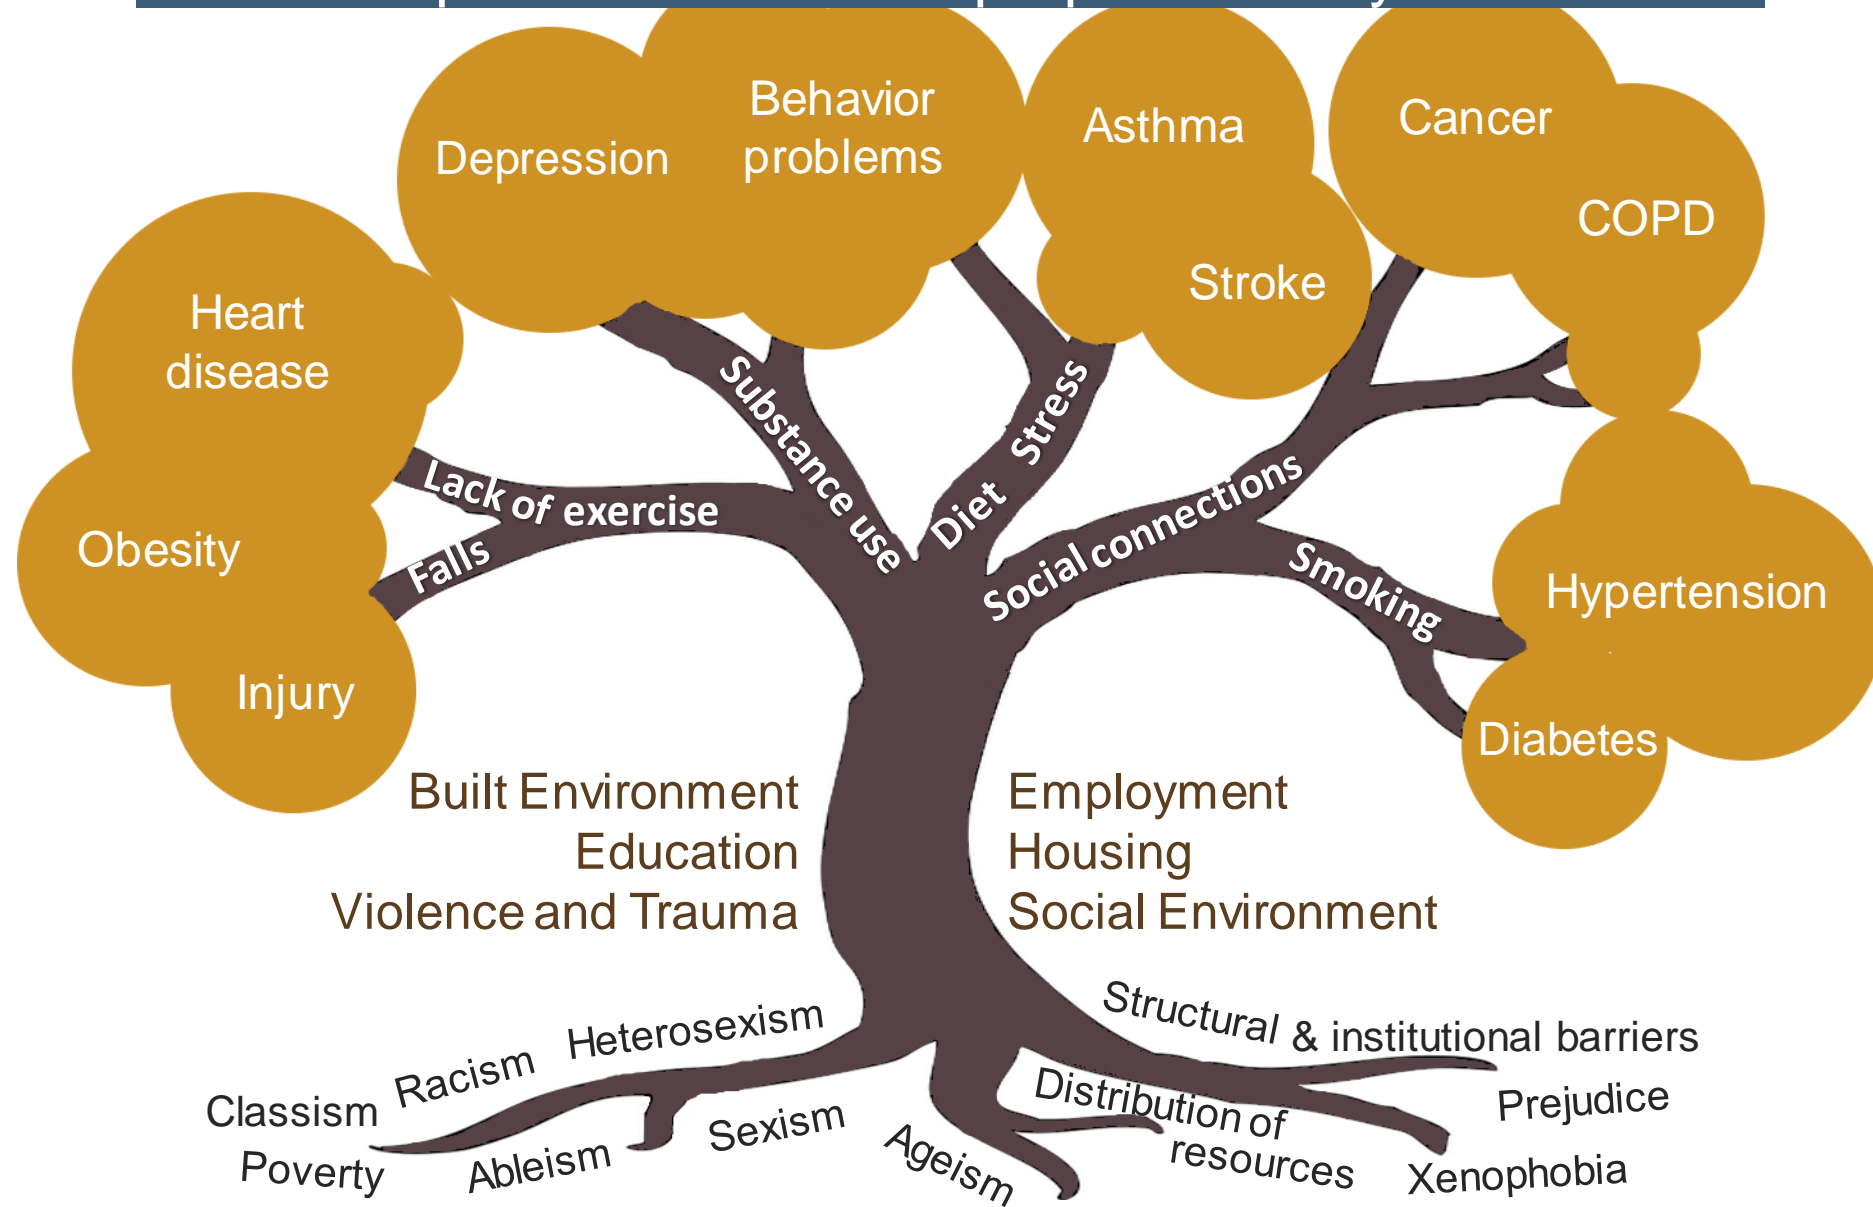 Behavior
problems
Depression
Asthma
Cancer
COPD
Stroke
Heart
disease
Obesity
Injury
Hypertension
Diabetes
Substance use
Stress
Diet
Lack of exercise
Falls
Social connections
Smoking
Built Environment
Education
Violence and Trauma
Employment
Housing
Social Environment
Structural & institutional barriers
Heterosexism
Racism
Classism
Poverty
Ableism
Sexism
Ageism
Distribution of
resources
Prejudice
Xenophobia